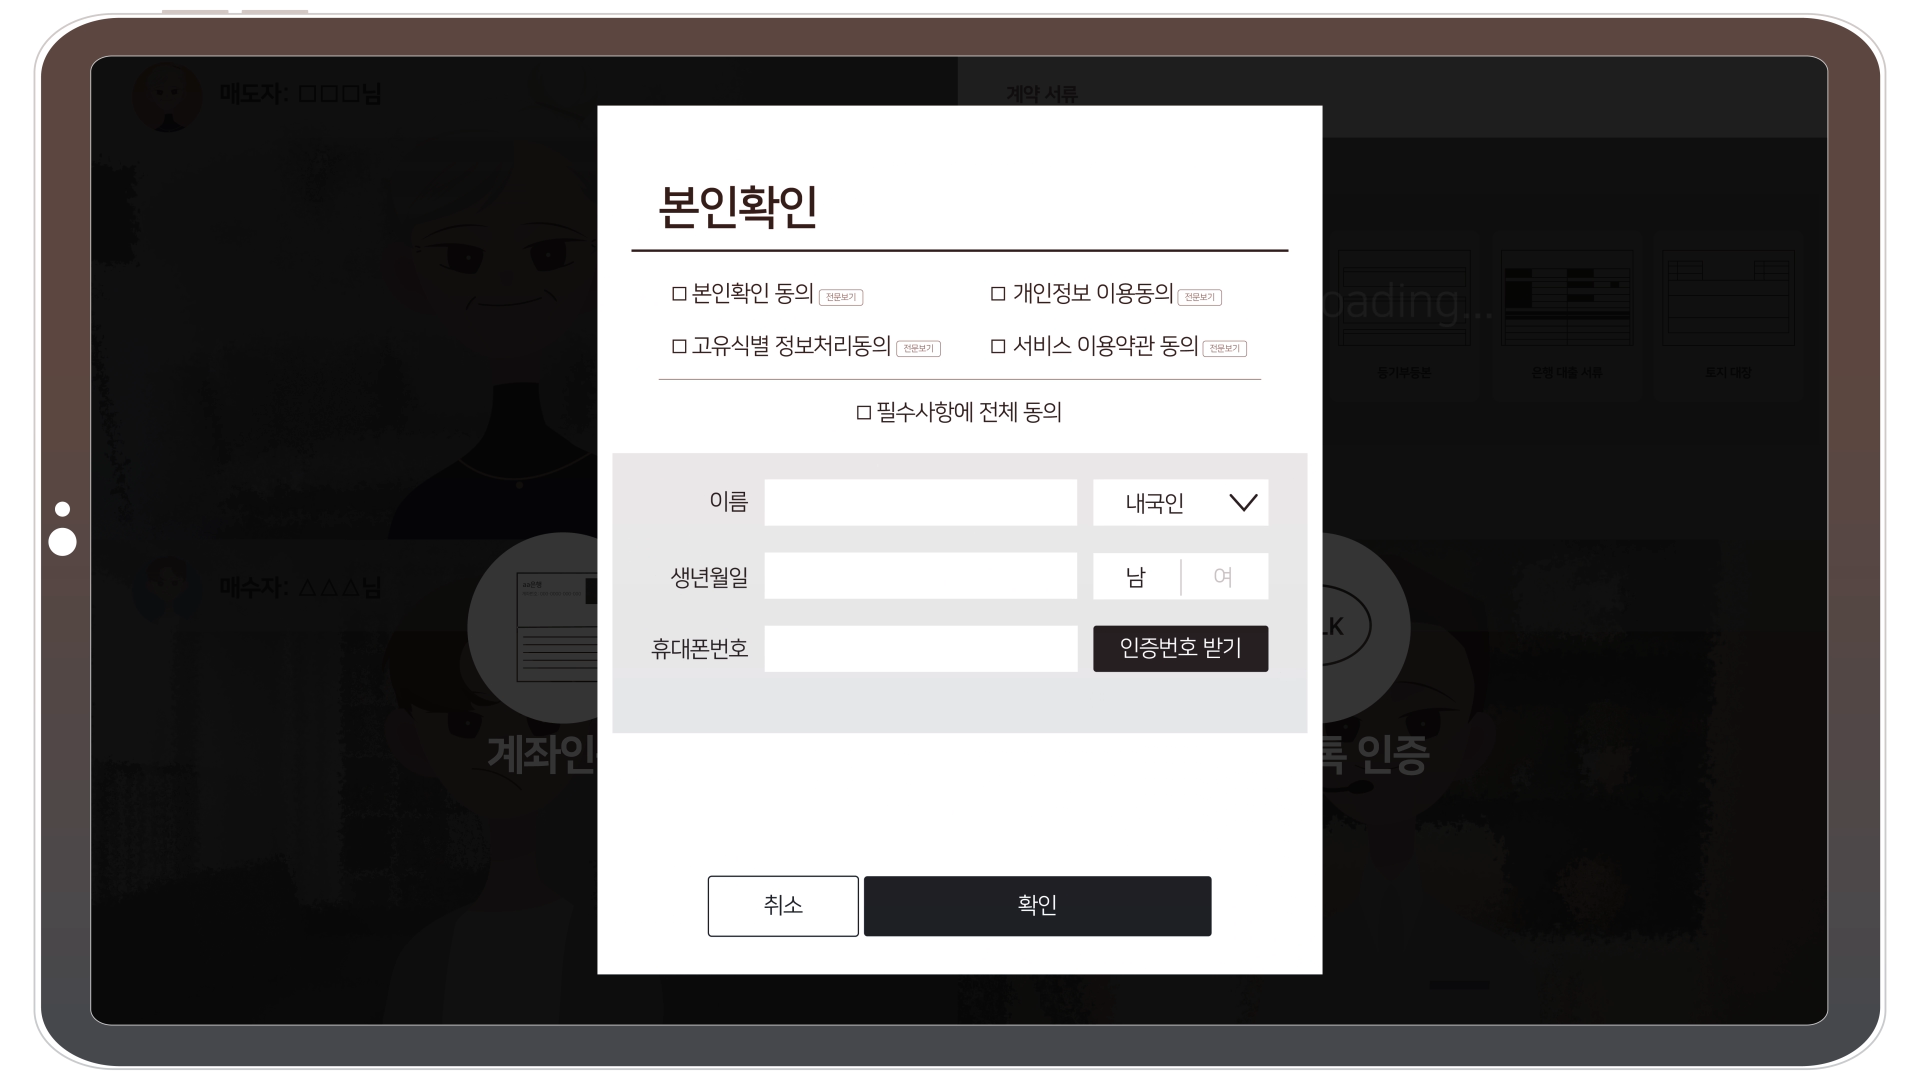 매도자: □□□님
계약 서류
본인확인
□ 본인확인 동의 전문보기
□ 개인정보 이용동의 전문보기
□ 고유식별 정보처리동의 전문보기
□ 서비스 이용약관 동의 전문보기
□ 필수사항에 전체 동의
이름
내국인
생년월일
남 여
휴대폰번호
인증번호 받기
취소
확인
oading...
등기부등본
은행 대출 서류
토지 대장
매수자: △△△님
계좌인
톡 인증
LK